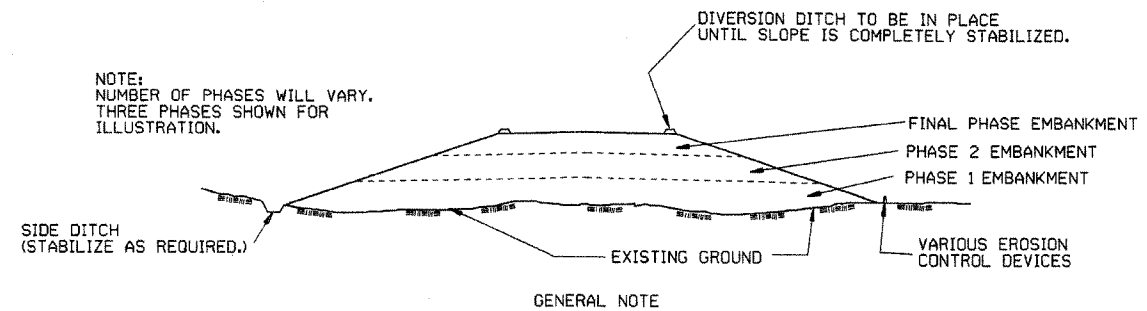 DIVERSION DITCH TO BE IN PLACE
UNTIL SLOPE IS COMPLETELY STABILIZED.
NOTE:
NUMBER OF PHASES WILL VARY.
THREE PHASES SHOWN FOR
ILLUSTRATION.
FINAL PHASE EMBANKMENT
PHASE 2 EMBANKMENT
PHASE 1 EMBANKMENT
SIDE DITCH
(STABILIZE AS REQUIRED.)
EXISTING GROUND
VARIOUS EROSION
CONTROL DEVICES
GENERAL NOTE